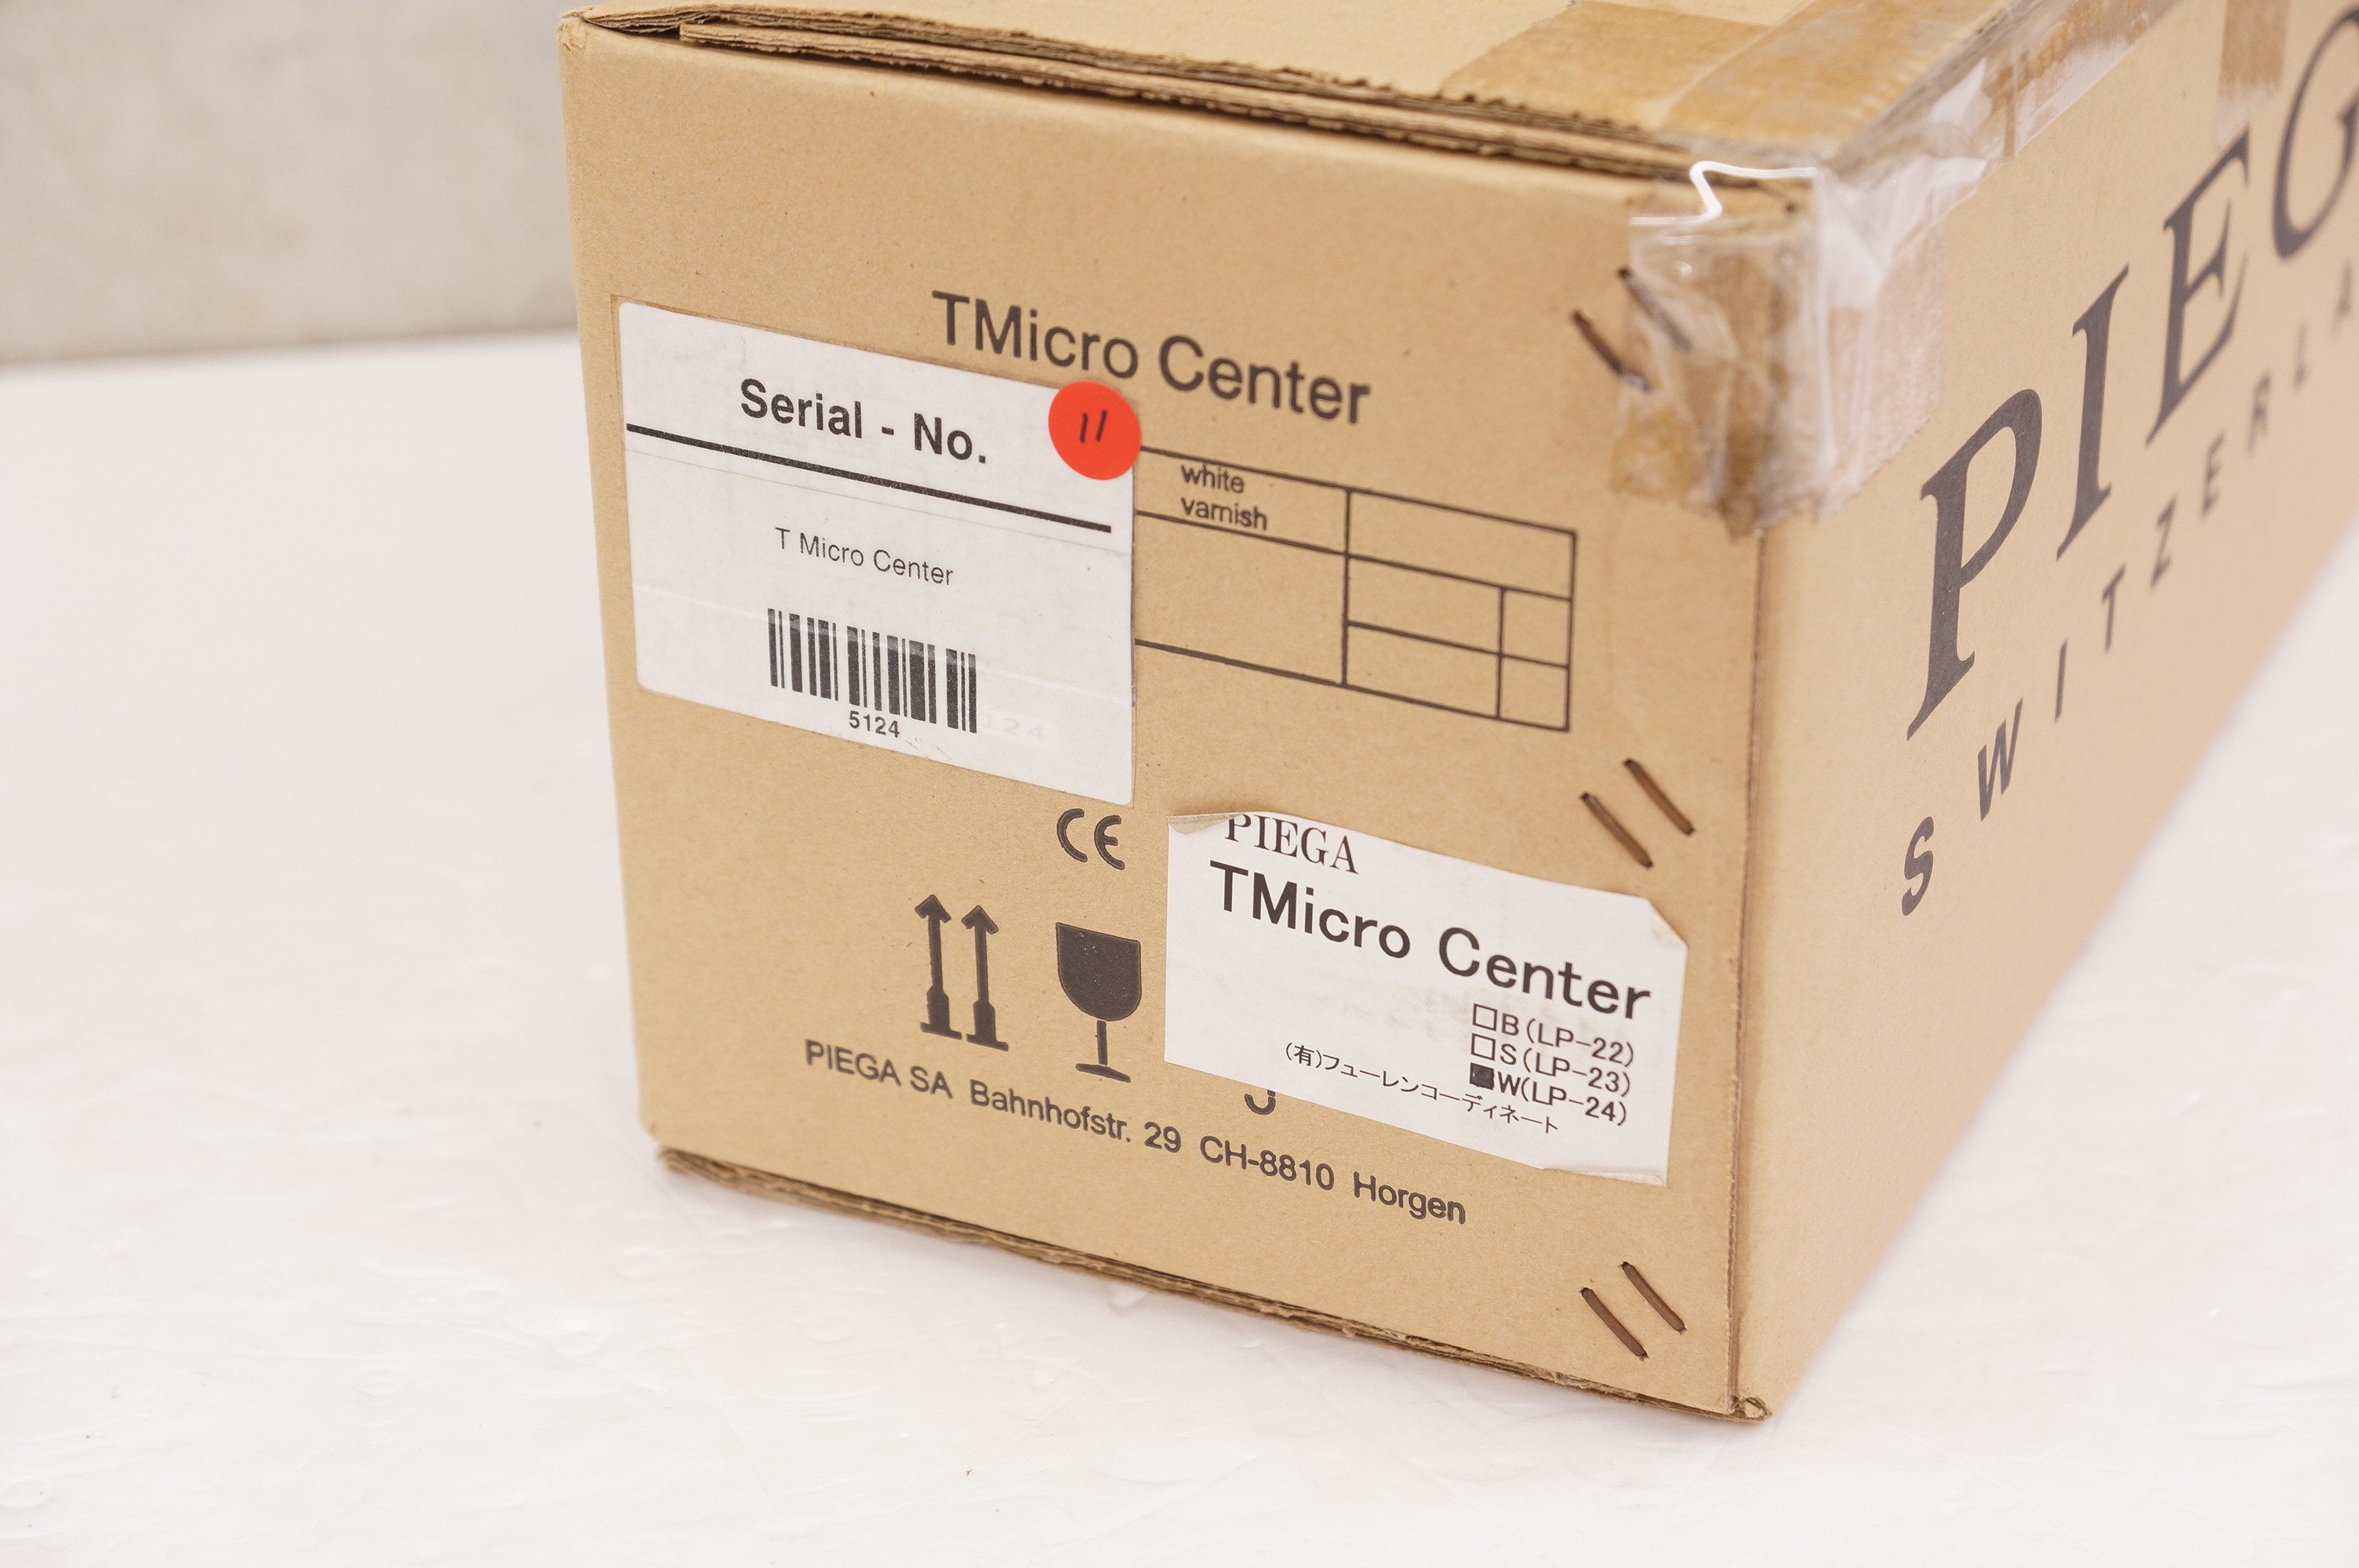 TMicro Center
Serial - No.
11
T Micro Center
5124
white
varnish
CE
PIEGA
TMicro Center
□B(LP-22)
□S(LP-23)
■W(LP-24)
(有)フューレンコーディネート
PIEGA SA Bahnhofstr. 29 CH-8810 Horgen
PIEG
SWITZERLA